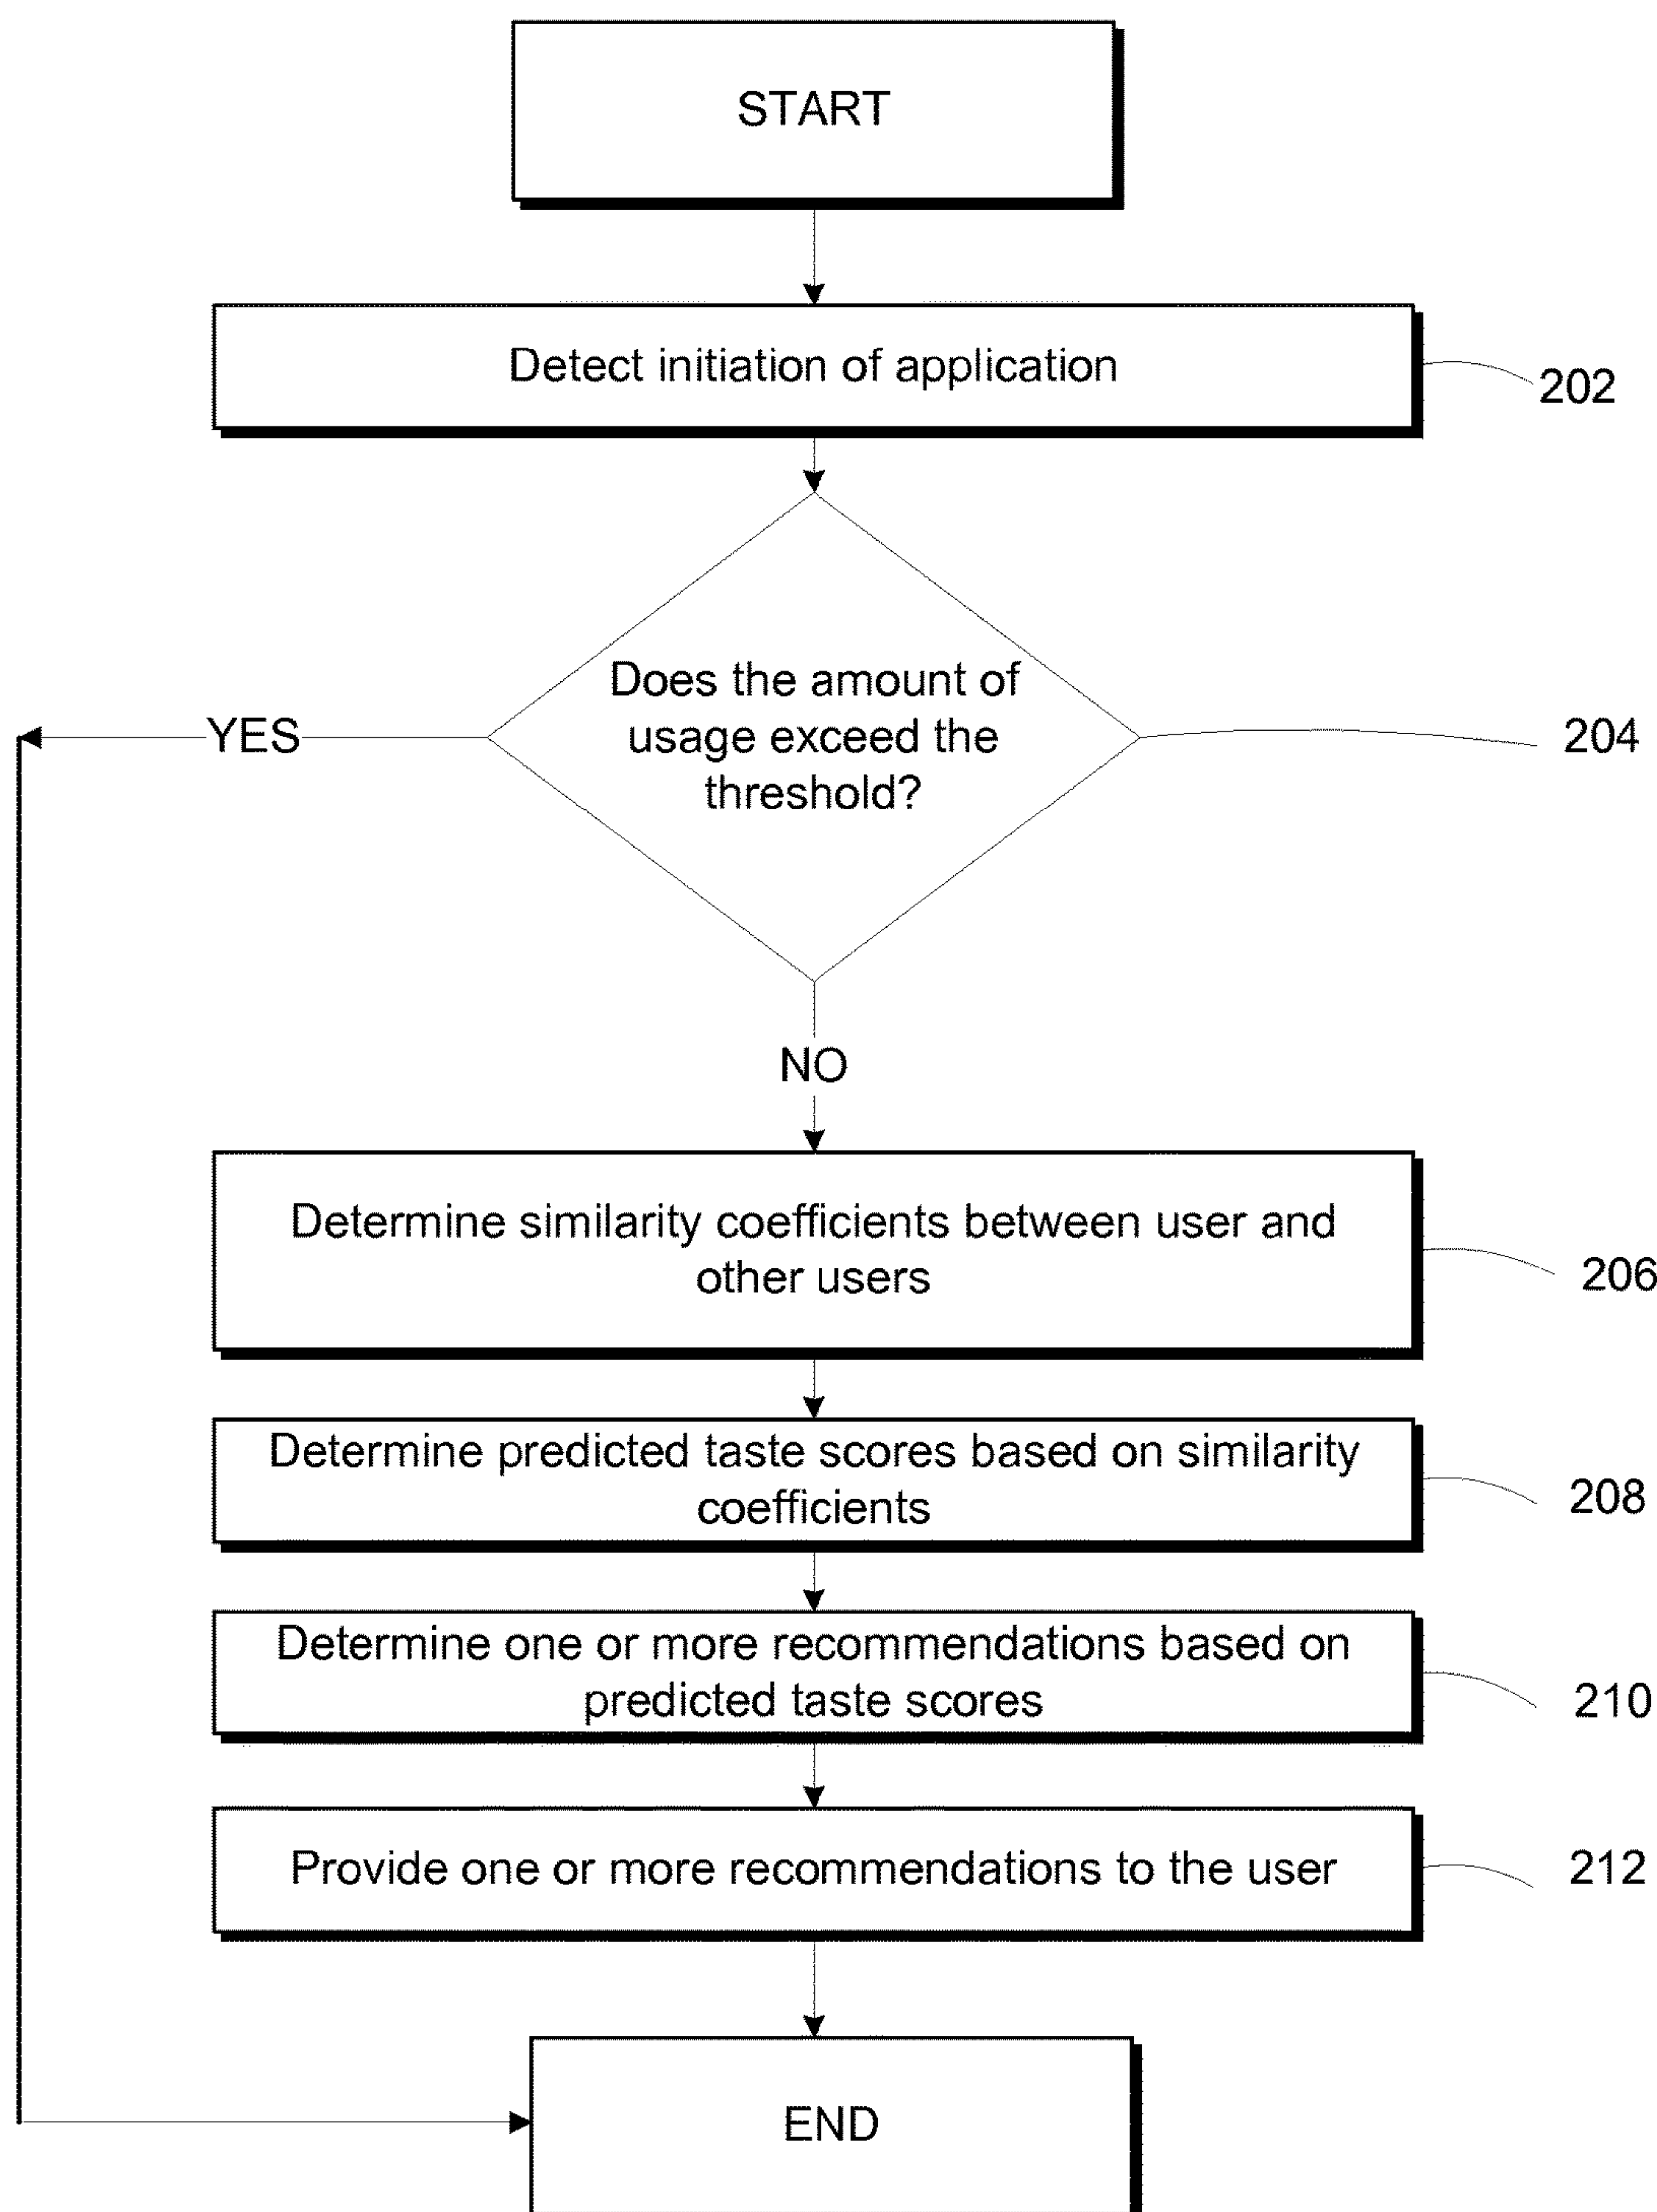 START
Detect initiation of application
202
Does the amount of
usage exceed the
threshold?
YES
204
NO
Determine similarity coefficients between user and
other users
206
Determine predicted taste scores based on similarity
coefficients
208
Determine one or more recommendations based on
predicted taste scores
210
Provide one or more recommendations to the user
212
END